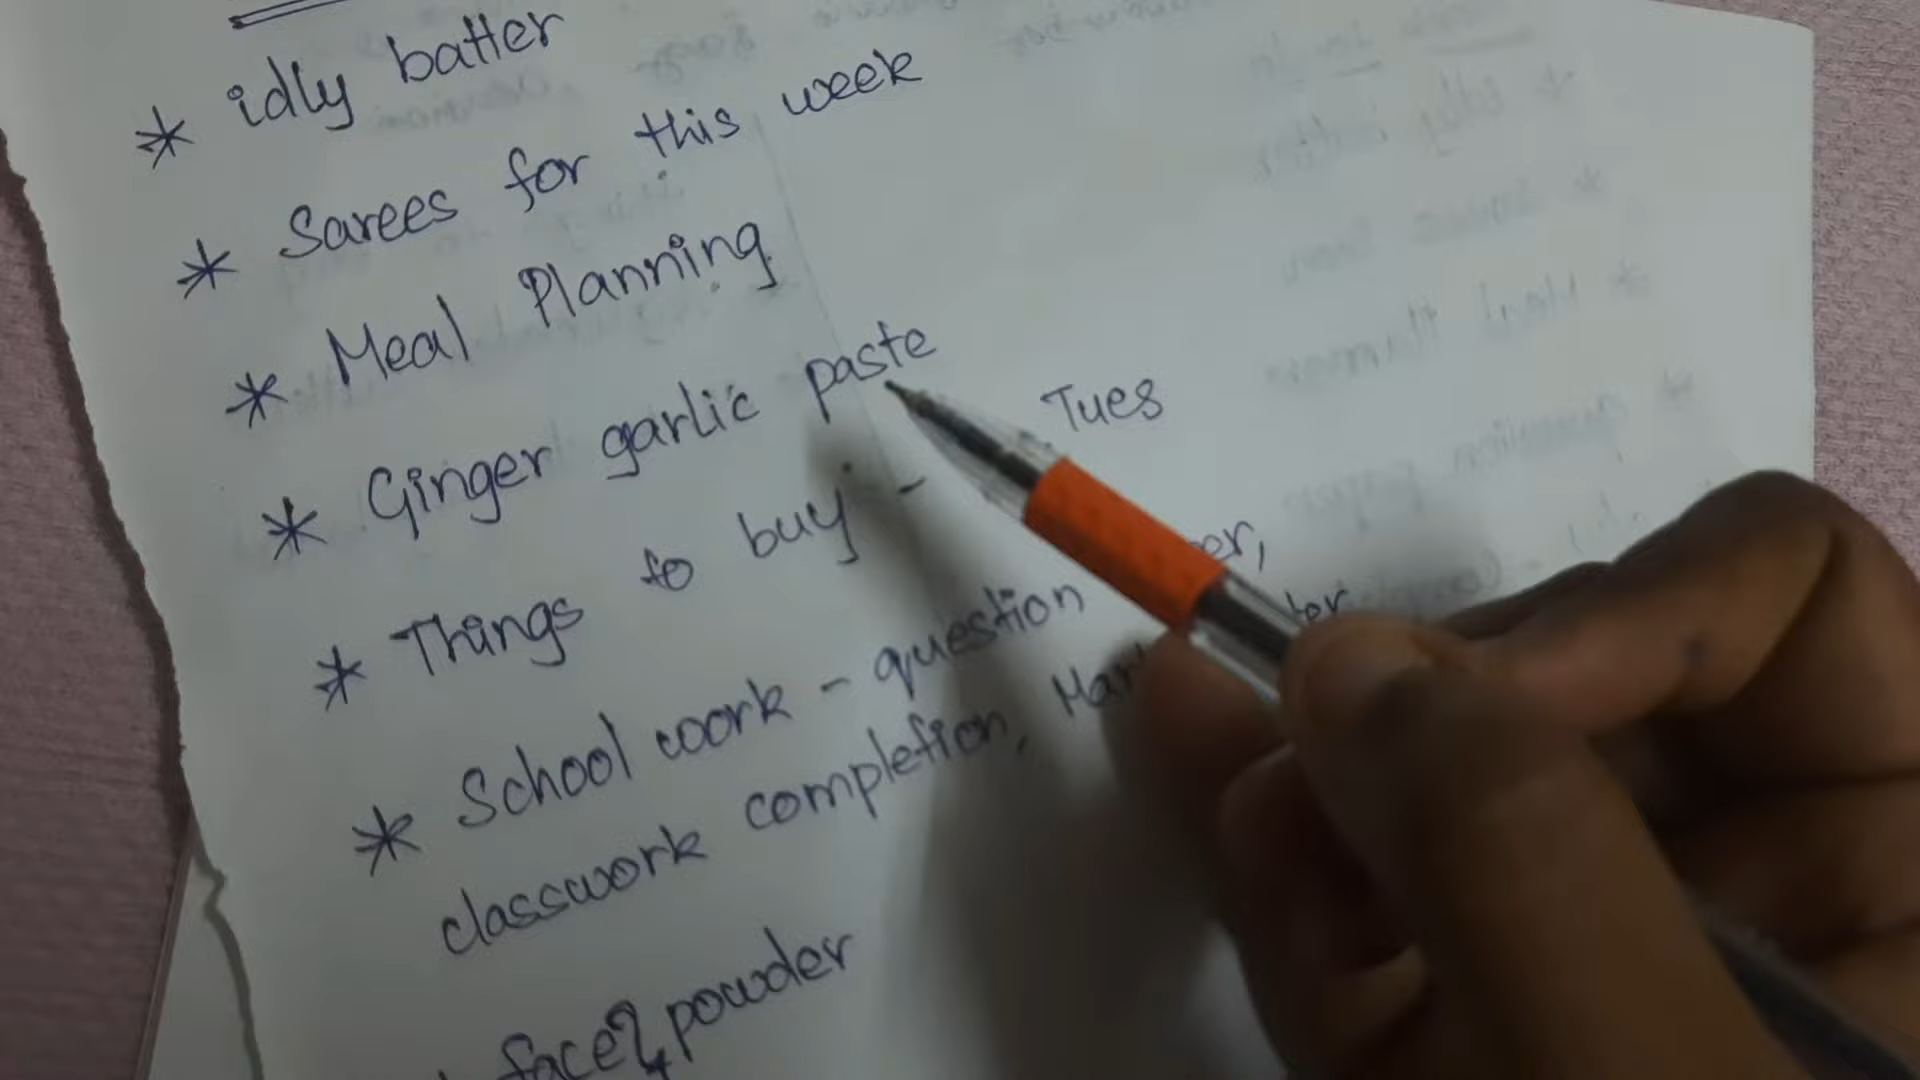 * idly batter
* Sarees for this week
* Meal Planning
* Ginger garlic paste
* Things to buy - Tues
* School work - question
classwork completion,
face powder